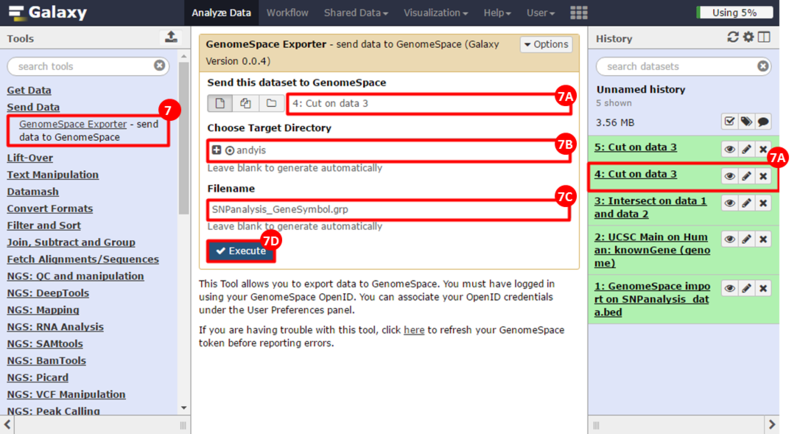 Galaxy
Analyze Data
Workflow
Shared Data
Visualization
Help
User
Using 5%
Tools
search tools
Get Data
Send Data
7
GenomeSpace Exporter - send
data to GenomeSpace
Lift-Over
Text Manipulation
Datamash
Convert Formats
Filter and Sort
Join, Subtract and Group
Fetch Alignments/Sequences
NGS: QC and manipulation
NGS: DeepTools
NGS: Mapping
NGS: RNA Analysis
NGS: SAMtools
NGS: BamTools
NGS: Picard
NGS: VCF Manipulation
NGS: Peak Calling
GenomeSpace Exporter - send data to GenomeSpace (Galaxy
Version 0.0.4)
Options
Send this dataset to GenomeSpace
7A
4: Cut on data 3
Choose Target Directory
7B
andyis
Leave blank to generate automatically
Filename
7C
SNPanalysis_GeneSymbol.grp
Leave blank to generate automatically
7D
Execute
This Tool allows you to export data to GenomeSpace. You must have logged in
using your GenomeSpace OpenID. You can associate your OpenID credentials
under the User Preferences panel.
If you are having trouble with this tool, click here to refresh your GenomeSpace
token before reporting errors.
History
search datasets
Unnamed history
5 shown
3.56 MB
5: Cut on data 3
7A
4: Cut on data 3
3: Intersect on data 1
and data 2
2: UCSC Main on Hum
an: knownGene (geno
me)
1: GenomeSpace impo
rt on SNPanalysis_dat
a.bed